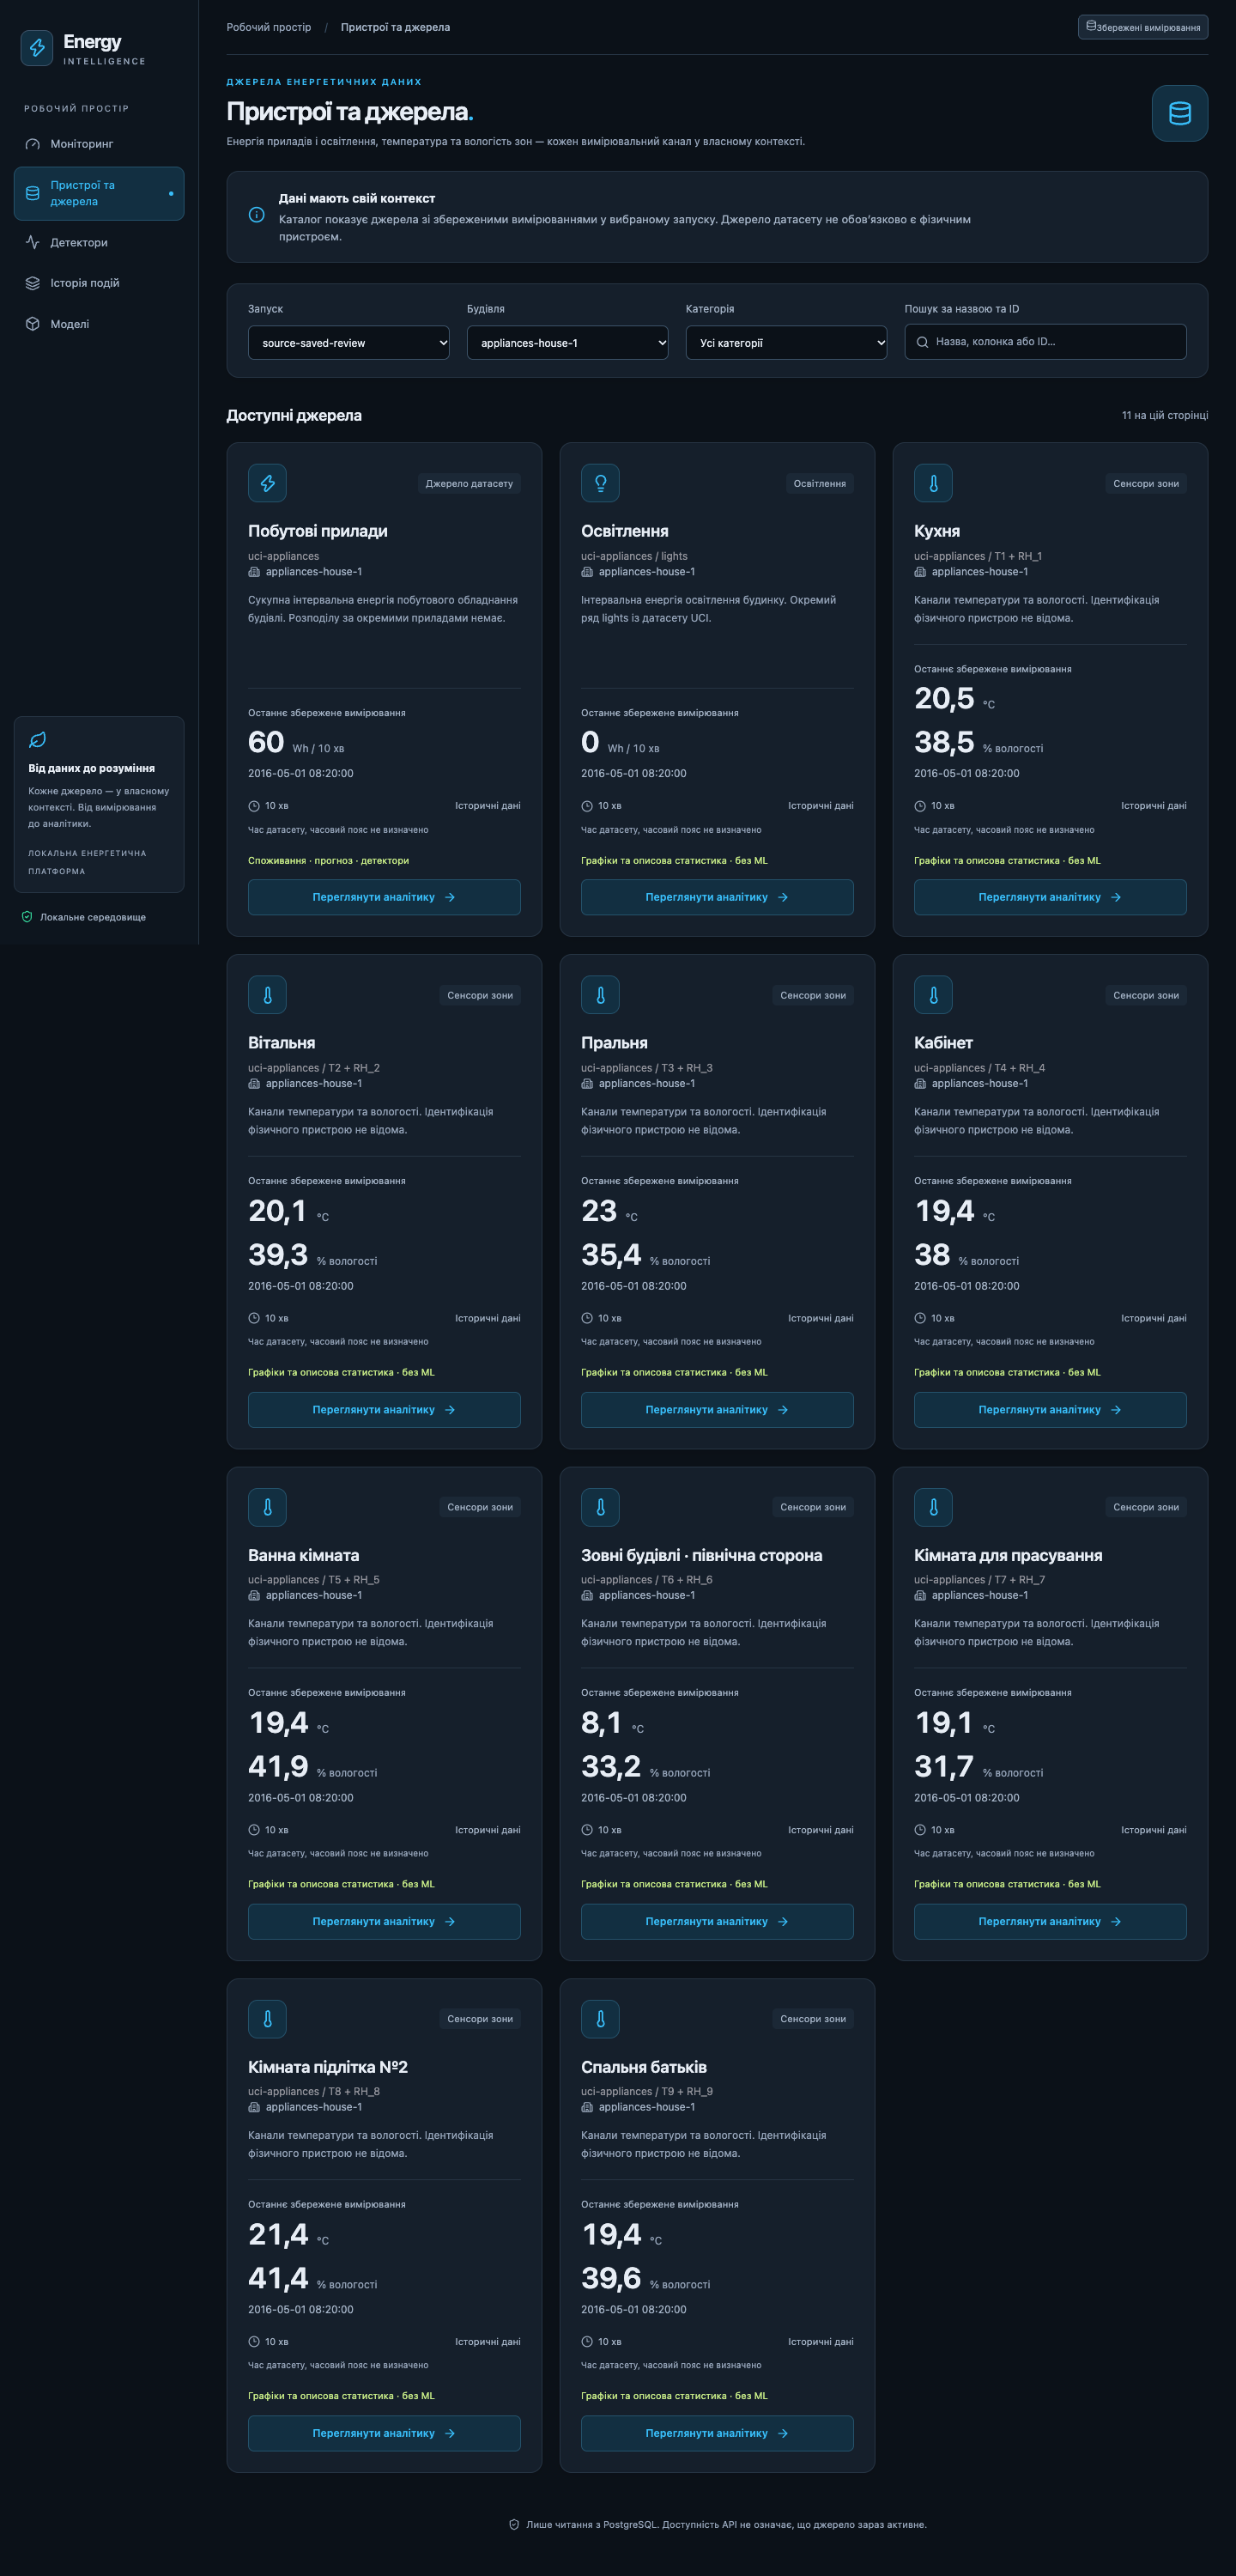 Energy
INTELLIGENCE
РОБОЧИЙ ПРОСТІР
Моніторинг
Пристрої та
джерела
Детектори
Історія подій
Моделі
Від даних до розуміння
Кожне джерело — у власному
контексті. Від вимірювання
до аналітики.
ЛОКАЛЬНА ЕНЕРГЕТИЧНА
ПЛАТФОРМА
Локальне середовище
Робочий простір / Пристрої та джерела
Збережені вимірювання
ДЖЕРЕЛА ЕНЕРГЕТИЧНИХ ДАНИХ
Пристрої та джерела.
Енергія приладів і освітлення, температура та вологість зон — кожен вимірювальний канал у власному контексті.
Дані мають свій контекст
Каталог показує джерела зі збереженими вимірюваннями у вибраному запуску. Джерело датасету не обов’язково є фізичним
пристроєм.
Запуск
source-saved-review
Будівля
appliances-house-1
Категорія
Усі категорії
Пошук за назвою та ID
Назва, колонка або ID...
Доступні джерела
11 на цій сторінці
Джерело датасету
Побутові прилади
uci-appliances
appliances-house-1
Сукупна інтервальна енергія побутового обладнання
будівлі. Розподілу за окремими приладами немає.
Останнє збережене вимірювання
60 Wh / 10 хв
2016-05-01 08:20:00
10 хв
Історичні дані
Час датасету, часовий пояс не визначено
Споживання · прогноз · детектори
Переглянути аналітику
Освітлення
Освітлення
uci-appliances / lights
appliances-house-1
Інтервальна енергія освітлення будинку. Окремий
ряд lights із датасету UCI.
Останнє збережене вимірювання
0 Wh / 10 хв
2016-05-01 08:20:00
10 хв
Історичні дані
Час датасету, часовий пояс не визначено
Графіки та описова статистика · без ML
Переглянути аналітику
Сенсори зони
Кухня
uci-appliances / T1 + RH_1
appliances-house-1
Канали температури та вологості. Ідентифікація
фізичного пристрою не відома.
Останнє збережене вимірювання
20,5 °C
38,5 % вологості
2016-05-01 08:20:00
10 хв
Історичні дані
Час датасету, часовий пояс не визначено
Графіки та описова статистика · без ML
Переглянути аналітику
Сенсори зони
Вітальня
uci-appliances / T2 + RH_2
appliances-house-1
Канали температури та вологості. Ідентифікація
фізичного пристрою не відома.
Останнє збережене вимірювання
20,1 °C
39,3 % вологості
2016-05-01 08:20:00
10 хв
Історичні дані
Час датасету, часовий пояс не визначено
Графіки та описова статистика · без ML
Переглянути аналітику
Сенсори зони
Пральня
uci-appliances / T3 + RH_3
appliances-house-1
Канали температури та вологості. Ідентифікація
фізичного пристрою не відома.
Останнє збережене вимірювання
23 °C
35,4 % вологості
2016-05-01 08:20:00
10 хв
Історичні дані
Час датасету, часовий пояс не визначено
Графіки та описова статистика · без ML
Переглянути аналітику
Сенсори зони
Кабінет
uci-appliances / T4 + RH_4
appliances-house-1
Канали температури та вологості. Ідентифікація
фізичного пристрою не відома.
Останнє збережене вимірювання
19,4 °C
38 % вологості
2016-05-01 08:20:00
10 хв
Історичні дані
Час датасету, часовий пояс не визначено
Графіки та описова статистика · без ML
Переглянути аналітику
Сенсори зони
Ванна кімната
uci-appliances / T5 + RH_5
appliances-house-1
Канали температури та вологості. Ідентифікація
фізичного пристрою не відома.
Останнє збережене вимірювання
19,4 °C
41,9 % вологості
2016-05-01 08:20:00
10 хв
Історичні дані
Час датасету, часовий пояс не визначено
Графіки та описова статистика · без ML
Переглянути аналітику
Сенсори зони
Зовні будівлі · північна сторона
uci-appliances / T6 + RH_6
appliances-house-1
Канали температури та вологості. Ідентифікація
фізичного пристрою не відома.
Останнє збережене вимірювання
8,1 °C
33,2 % вологості
2016-05-01 08:20:00
10 хв
Історичні дані
Час датасету, часовий пояс не визначено
Графіки та описова статистика · без ML
Переглянути аналітику
Сенсори зони
Кімната для прасування
uci-appliances / T7 + RH_7
appliances-house-1
Канали температури та вологості. Ідентифікація
фізичного пристрою не відома.
Останнє збережене вимірювання
19,1 °C
31,7 % вологості
2016-05-01 08:20:00
10 хв
Історичні дані
Час датасету, часовий пояс не визначено
Графіки та описова статистика · без ML
Переглянути аналітику
Сенсори зони
Кімната підлітка №2
uci-appliances / T8 + RH_8
appliances-house-1
Канали температури та вологості. Ідентифікація
фізичного пристрою не відома.
Останнє збережене вимірювання
21,4 °C
41,4 % вологості
2016-05-01 08:20:00
10 хв
Історичні дані
Час датасету, часовий пояс не визначено
Графіки та описова статистика · без ML
Переглянути аналітику
Сенсори зони
Спальня батьків
uci-appliances / T9 + RH_9
appliances-house-1
Канали температури та вологості. Ідентифікація
фізичного пристрою не відома.
Останнє збережене вимірювання
19,4 °C
39,6 % вологості
2016-05-01 08:20:00
10 хв
Історичні дані
Час датасету, часовий пояс не визначено
Графіки та описова статистика · без ML
Переглянути аналітику
Лише читання з PostgreSQL. Доступність API не означає, що джерело зараз активне.